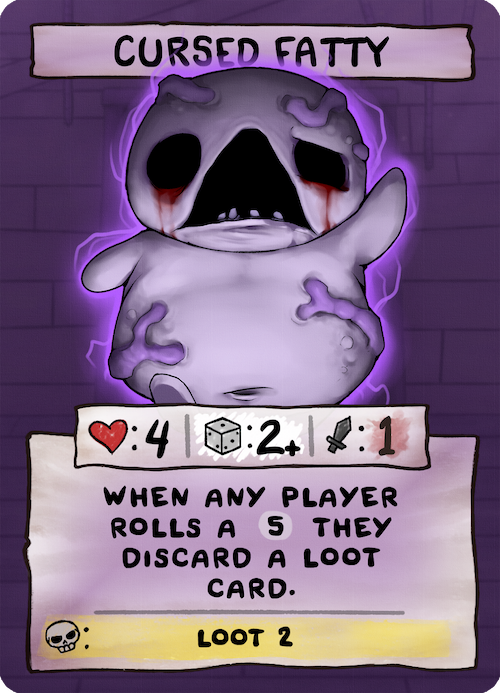 CURSED FATTY
:4 :2+ :1
WHEN ANY PLAYER
ROLLS A 5 THEY
DISCARD A LOOT
CARD.
: LOOT 2